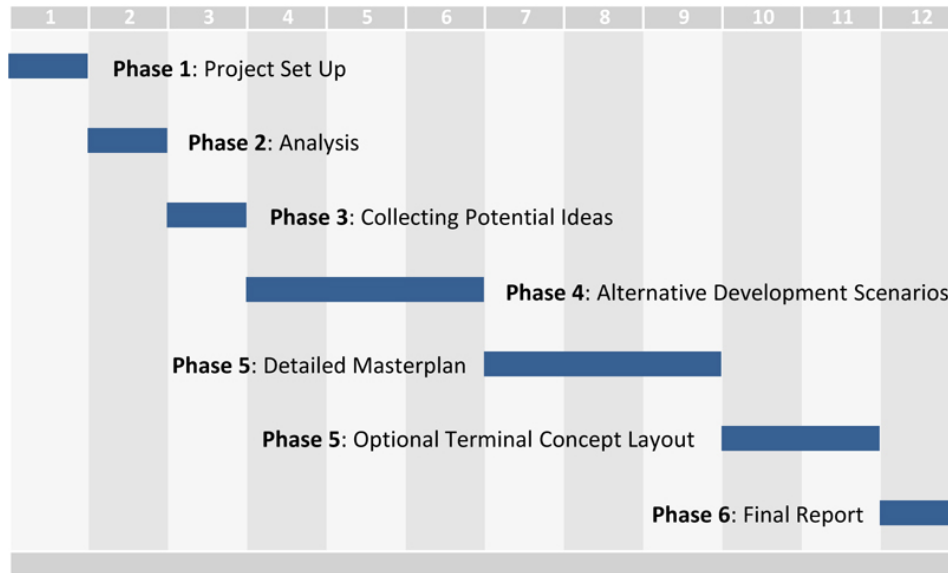 1 2 3 4 5 6 7 8 9 10 11 12
Phase 1: Project Set Up
Phase 2: Analysis
Phase 3: Collecting Potential Ideas
Phase 4: Alternative Development Scenarios
Phase 5: Detailed Masterplan
Phase 5: Optional Terminal Concept Layout
Phase 6: Final Report